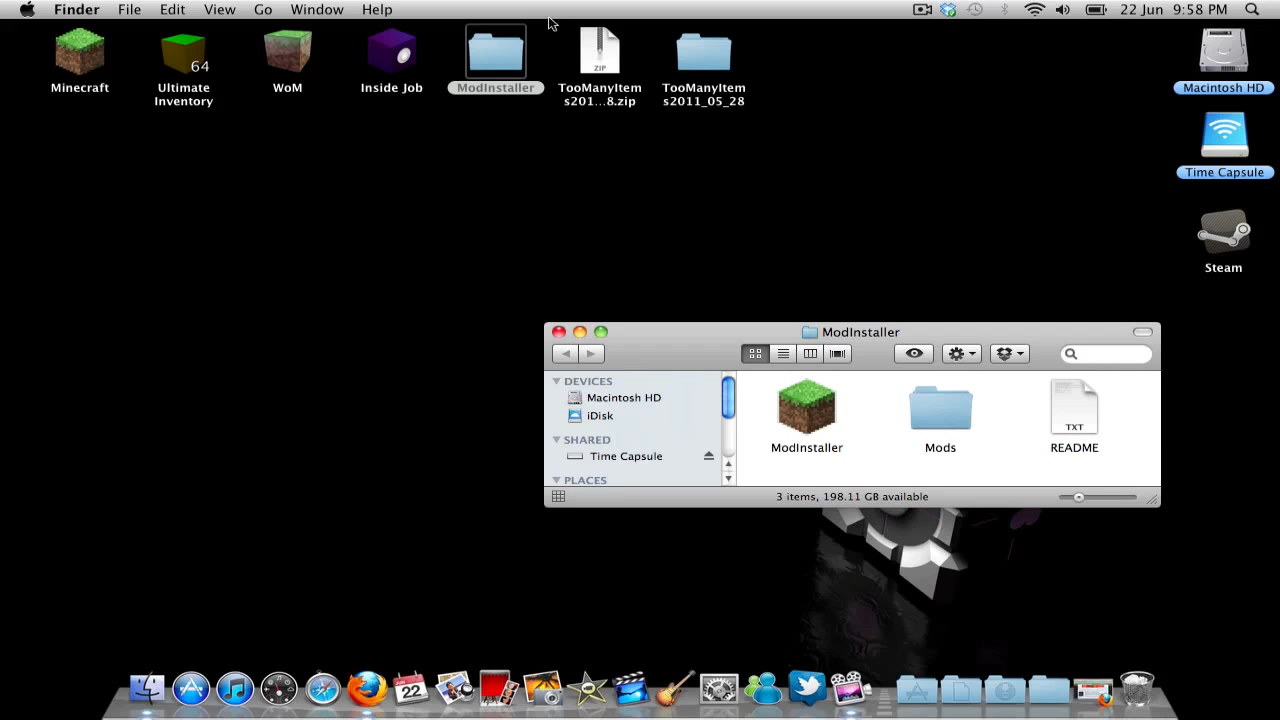 Finder File Edit View Go Window Help 22 Jun 9:58 PM
Minecraft
Ultimate
Inventory
64
WoM
Inside Job
ModInstaller
ZIP
TooManyItem
s201...8.zip
TooManyItem
s2011_05_28
Macintosh HD
Time Capsule
Steam
ModInstaller
DEVICES
Macintosh HD
iDisk
SHARED
Time Capsule
PLACES
ModInstaller
Mods
TXT
README
3 items, 198.11 GB available
JUN
22